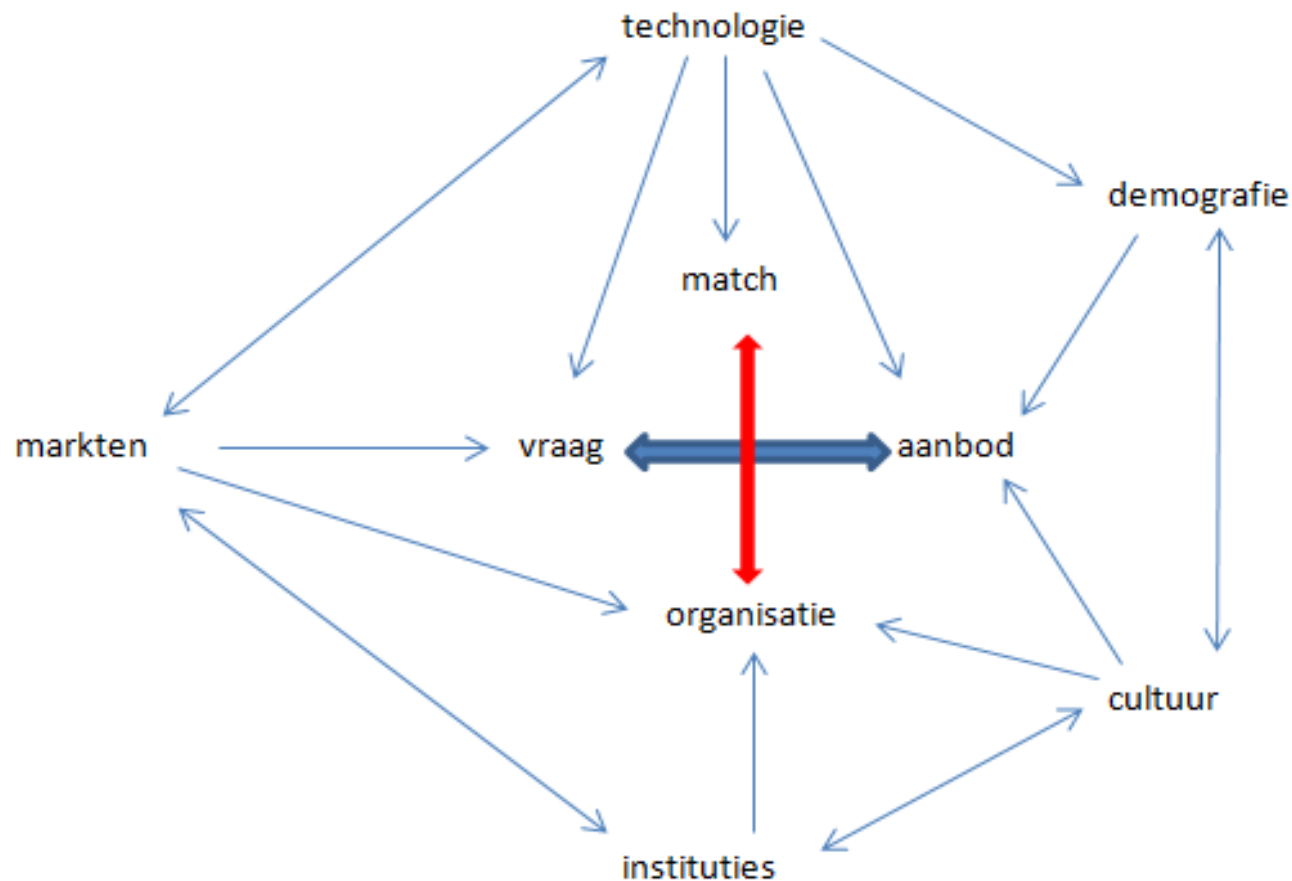 technologie
demografie
match
markten
vraag
aanbod
organisatie
cultuur
instituties